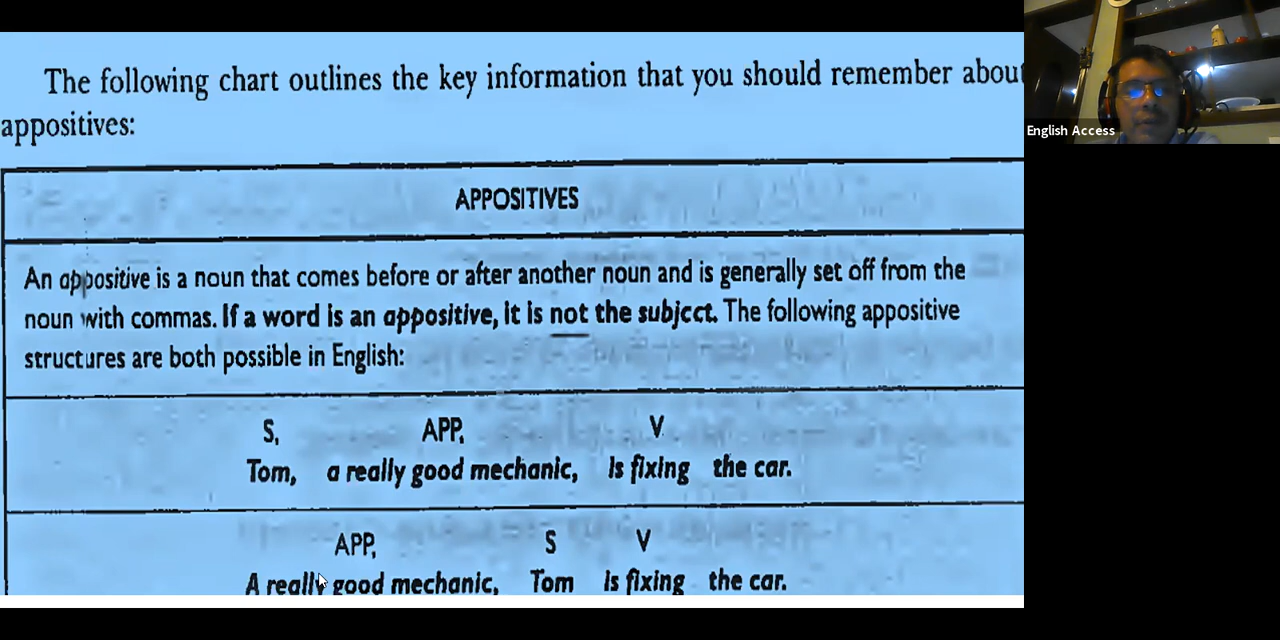 The following chart outlines the key information that you should remember about
appositives:
English Access
APPOSITIVES
An appositive is a noun that comes before or after another noun and is generally set off from the
noun with commas. If a word is an appositive, it is not the subject. The following appositive
structures are both possible in English:
S, APP, V
Tom, a really good mechanic, is fixing the car.
APP, S V
A really good mechanic, Tom is fixing the car.